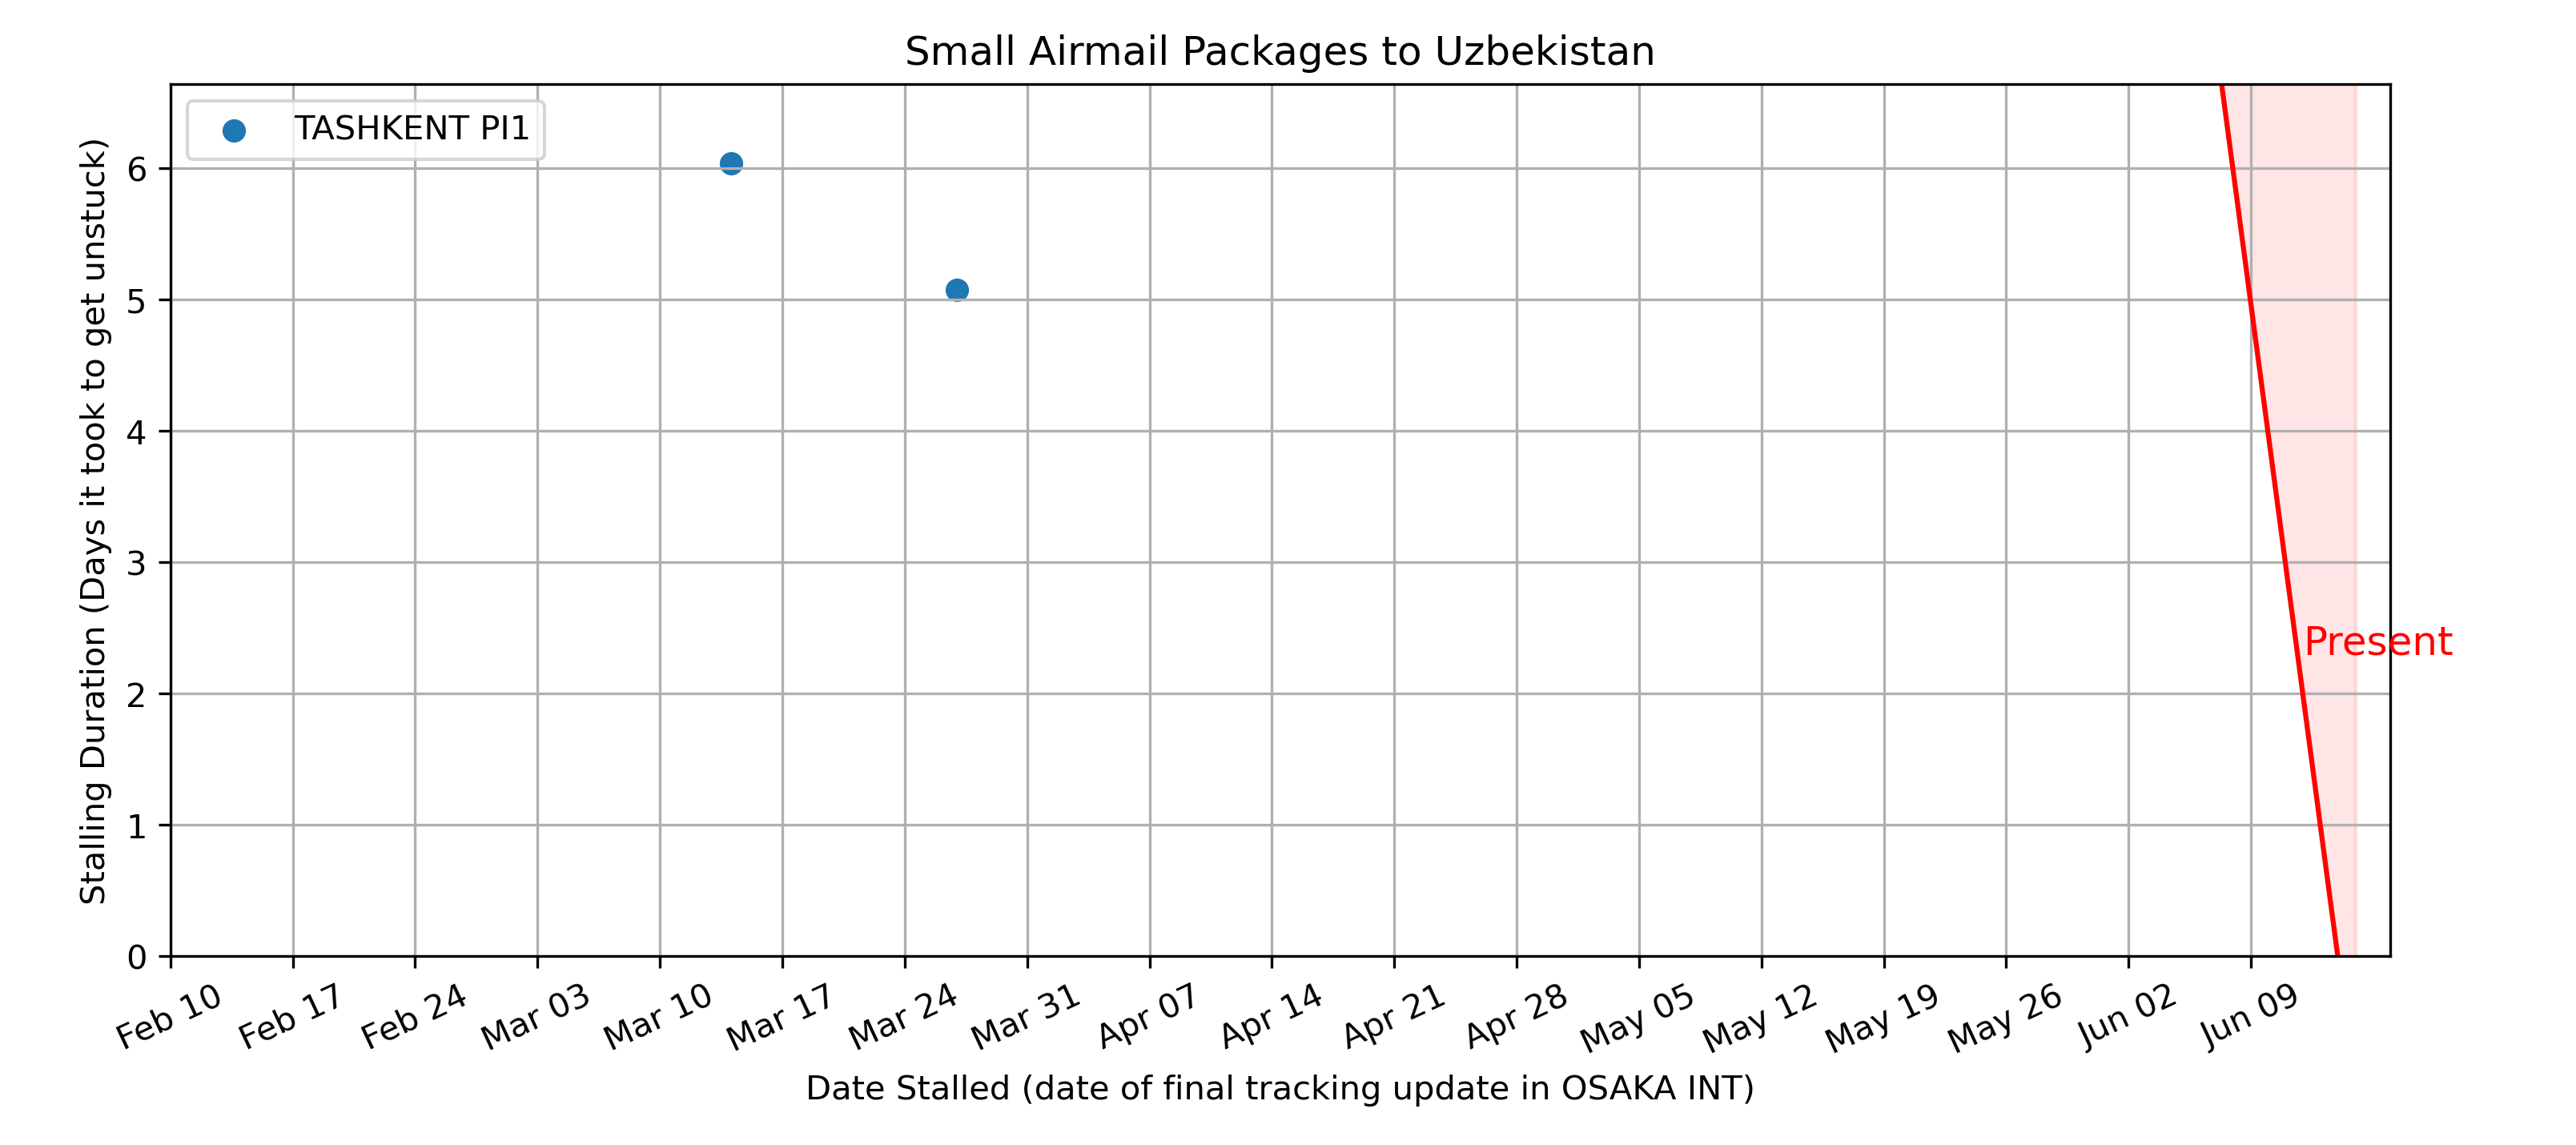 Small Airmail Packages to Uzbekistan
TASHKENT PI1
Stalling Duration (Days it took to get unstuck)
6
5
4
3
2
1
0
Present
Feb 10
Feb 17
Feb 24
Mar 03
Mar 10
Mar 17
Mar 24
Mar 31
Apr 07
Apr 14
Apr 21
Apr 28
May 05
May 12
May 19
May 26
Jun 02
Jun 09
Date Stalled (date of final tracking update in OSAKA INT)